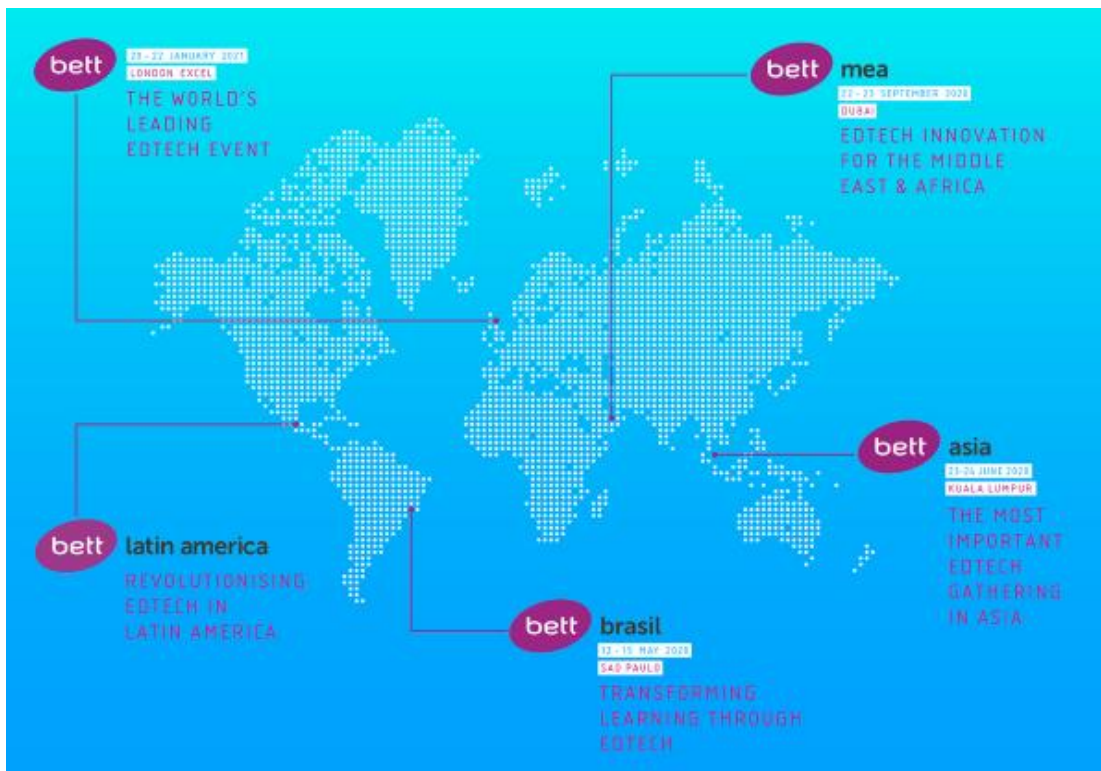 bett
20-22 JANUARY 2021
LONDON EXCEL
THE WORLD'S
LEADING
EDTECH EVENT
bett mea
22-23 SEPTEMBER 2020
DUBAI
EDTECH INNOVATION
FOR THE MIDDLE
EAST & AFRICA
bett asia
23-24 JUNE 2020
KUALA LUMPUR
THE MOST
IMPORTANT
EDTECH
GATHERING
IN ASIA
bett latin america
REVOLUTIONISING
EDTECH IN
LATIN AMERICA
bett brasil
12-15 MAY 2020
SAO PAULO
TRANSFORMING
LEARNING THROUGH
EDTECH